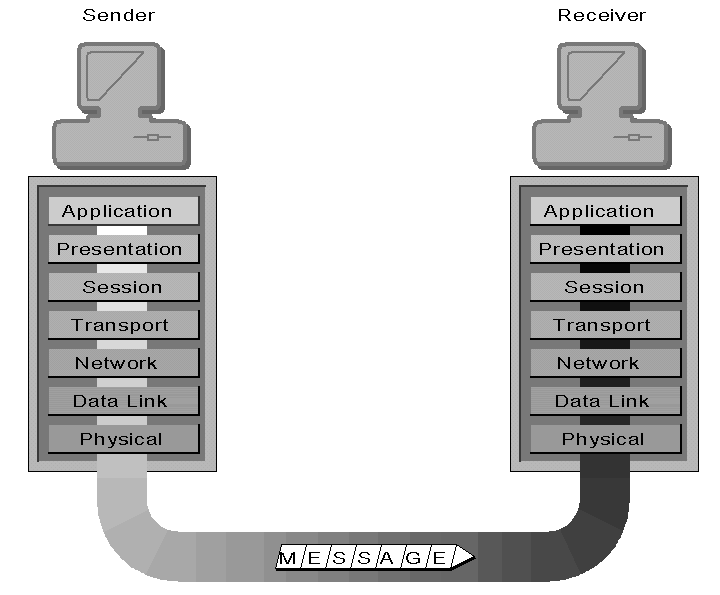 Sender
Receiver
Application
Presentation
Session
Transport
Network
Data Link
Physical
Application
Presentation
Session
Transport
Network
Data Link
Physical
MESSAGE